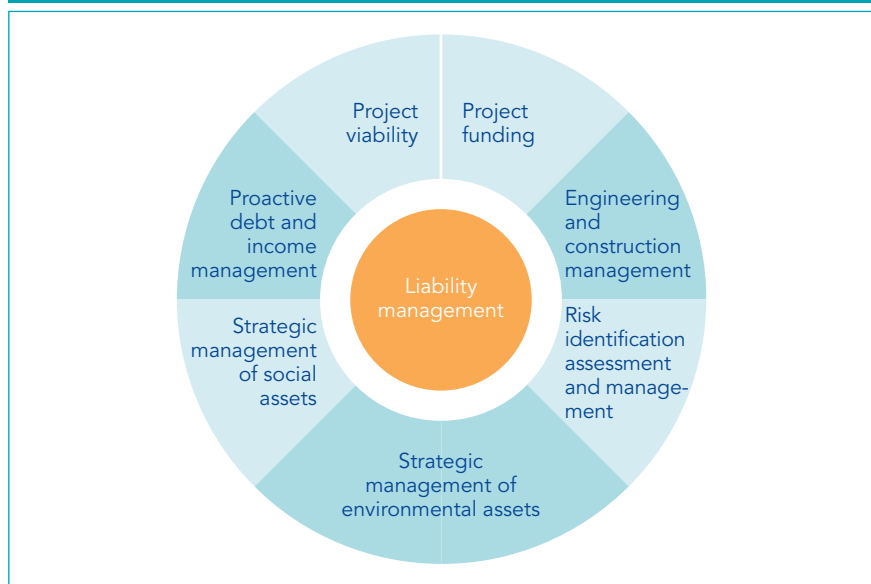 Project
viability
Project
funding
Proactive
debt and
income
management
Engineering
and
construction
management
Liability
management
Strategic
management
of social
assets
Risk
identification
assessment
and manage-
ment
Strategic
management of
environmental assets